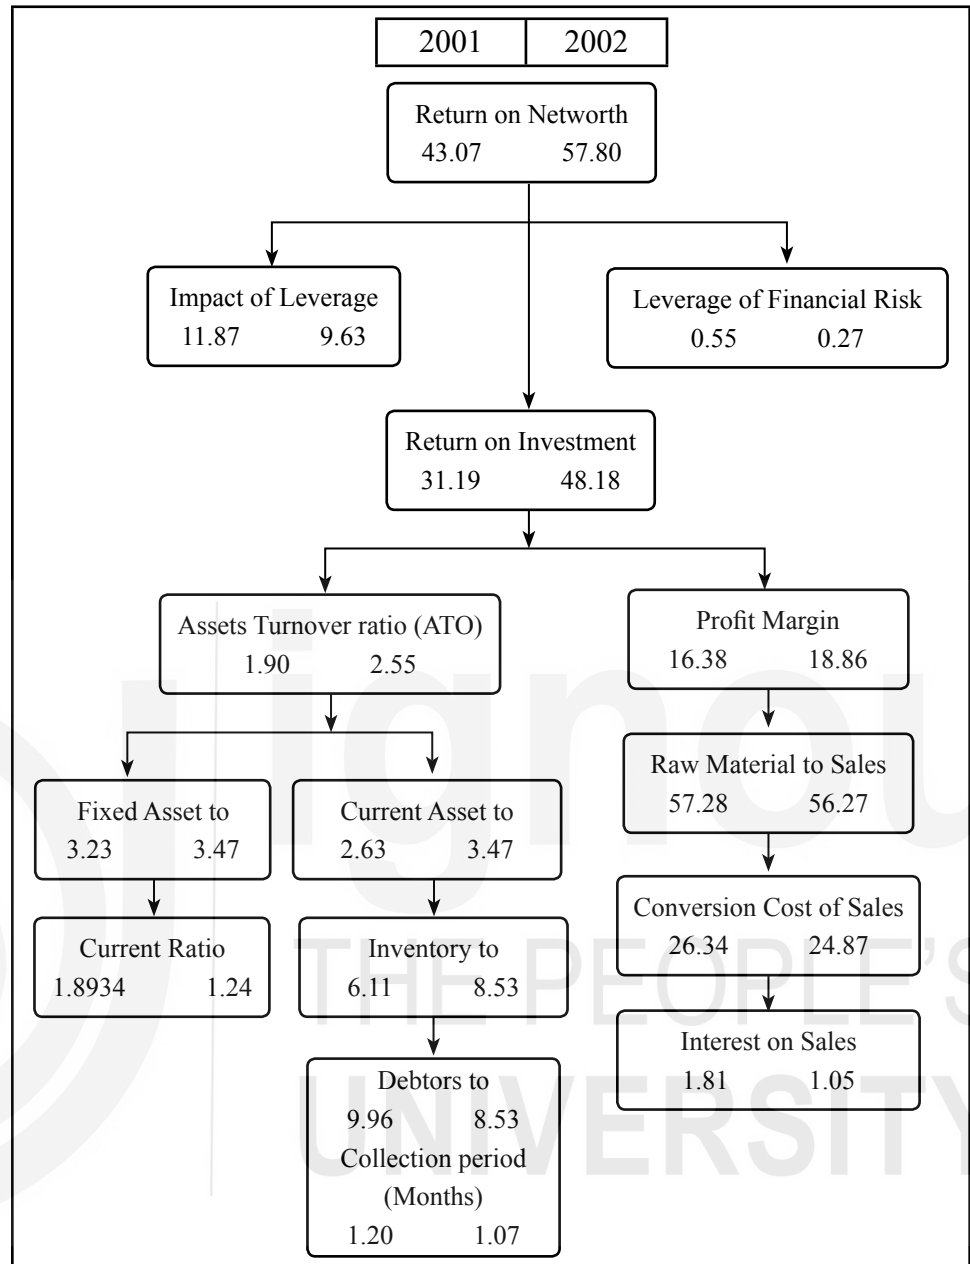 2001 2002
Return on Networth
43.07 57.80
Impact of Leverage
11.87 9.63
Leverage of Financial Risk
0.55 0.27
Return on Investment
31.19 48.18
Assets Turnover ratio (ATO)
1.90 2.55
Profit Margin
16.38 18.86
Fixed Asset to
3.23 3.47
Current Asset to
2.63 3.47
Raw Material to Sales
57.28 56.27
Current Ratio
1.8934 1.24
Inventory to
6.11 8.53
Conversion Cost of Sales
26.34 24.87
Debtors to
9.96 8.53
Collection period
(Months)
1.20 1.07
Interest on Sales
1.81 1.05
ignou
THE PEOPLE'S
UNIVERSITY